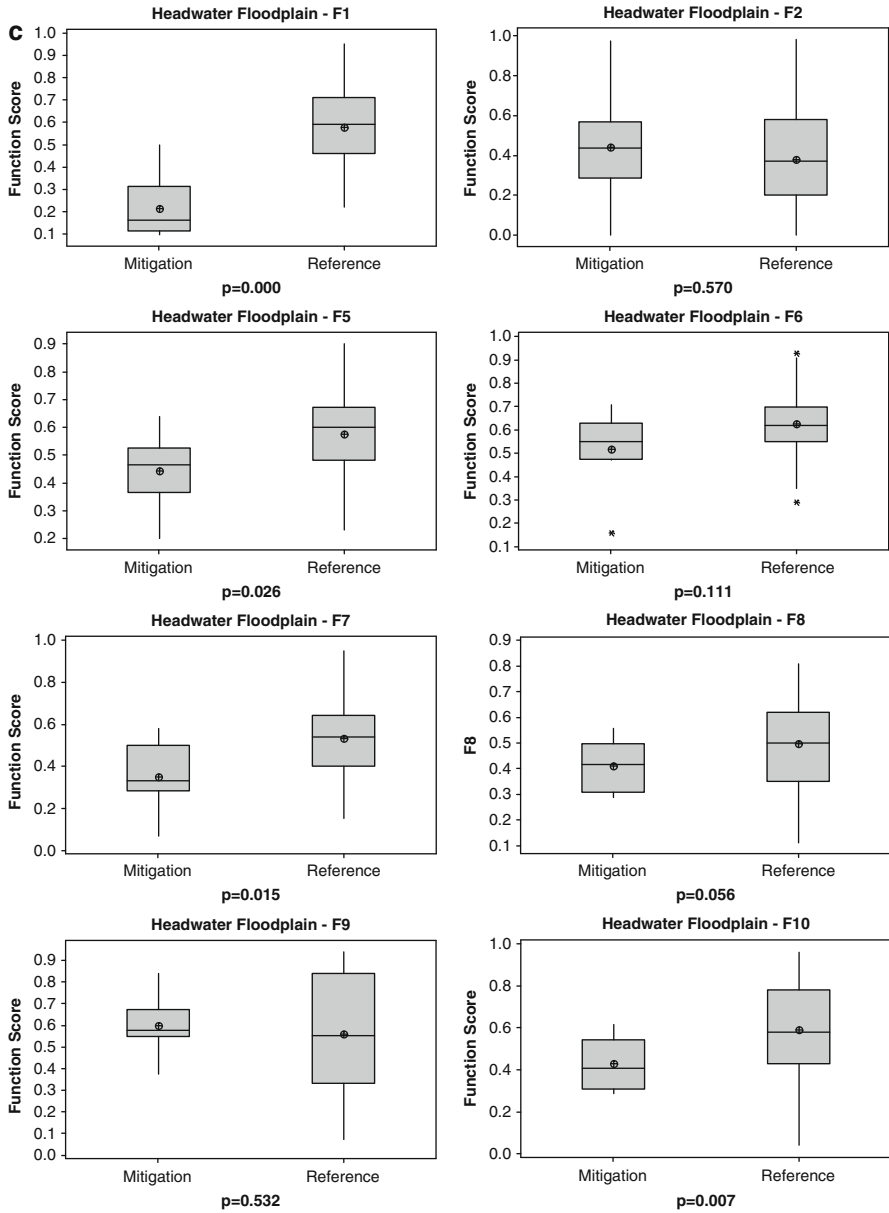 c
Headwater Floodplain - F1
Function Score
1.0
0.9
0.8
0.7
0.6
0.5
0.4
0.3
0.2
0.1
Mitigation Reference
p=0.000
Headwater Floodplain - F2
Function Score
1.0
0.8
0.6
0.4
0.2
0.0
Mitigation Reference
p=0.570
Headwater Floodplain - F5
Function Score
0.9
0.8
0.7
0.6
0.5
0.4
0.3
0.2
Mitigation Reference
p=0.026
Headwater Floodplain - F6
Function Score
1.0
0.9
0.8
0.7
0.6
0.5
0.4
0.3
0.2
0.1
Mitigation Reference
p=0.111
Headwater Floodplain - F7
Function Score
1.0
0.8
0.6
0.4
0.2
0.0
Mitigation Reference
p=0.015
Headwater Floodplain - F8
F8
0.9
0.8
0.7
0.6
0.5
0.4
0.3
0.2
0.1
Mitigation Reference
p=0.056
Headwater Floodplain - F9
Function Score
0.9
0.8
0.7
0.6
0.5
0.4
0.3
0.2
0.1
0.0
Mitigation Reference
p=0.532
Headwater Floodplain - F10
Function Score
1.0
0.8
0.6
0.4
0.2
0.0
Mitigation Reference
p=0.007